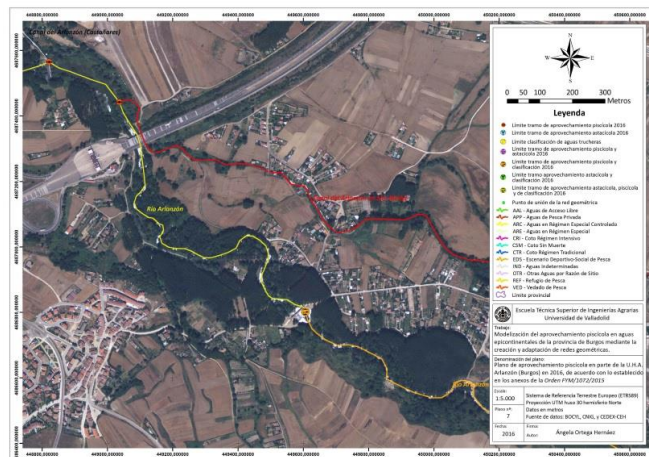 Canal del Arlanzón (Castañares)
Río Arlanzón
N
W
E
S
0 50 100 200 300
Metros
Leyenda
Límite tramo de aprovechamiento piscícola 2016
Límite tramo de aprovechamiento astacícola 2016
Límite clasificación de aguas trucheras
Límite tramo de aprovechamiento piscícola y
astacícola 2016
Límite tramo de aprovechamiento piscícola y
clasificación 2016
Límite tramo de aprovechamiento astacícola y
clasificación 2016
Límite tramo de aprovechamiento astacícola, piscícola
y de clasificación 2016
Punto de unión de la red geométrica
AAL - Aguas de Acceso Libre
APP - Aguas de Pesca Privada
ARC - Aguas en Régimen Especial Controlado
ARE - Aguas en Régimen Especial
CRI - Coto Régimen Intensivo
CSM - Coto Sin Muerte
CTR - Coto Régimen Tradicional
EDS - Escenario Deportivo-Social de Pesca
IND - Aguas Indeterminadas
OTR - Otras Aguas por Razón de Sitio
REF - Refugio de Pesca
VED - Vedado de Pesca
Límite provincial
Escuela Técnica Superior de Ingenierías Agrarias
Universidad de Valladolid
Trabajo:
Modelización del aprovechamiento piscícola en aguas
epicontinentales de la provincia de Burgos mediante la
creación y adaptación de redes geométricas.
Denominación del plano:
Plano de aprovechamiento piscícola en parte de la U.H.A.
Arlanzón (Burgos) en 2016, de acuerdo con lo establecido
en los anexos de la Orden FYM/1072/2015
Escala:
1:5.000
Sistema de Referencia Terrestre Europeo (ETRS89)
Proyección UTM huso 30 hemisferio Norte
Plano nº:
7
Datos en metros
Fuente de datos: BOCYL, CNIG, y CEDEX-CEH
Fecha:
2016
Firma:
Autor:
Ángela Ortega Hernáez